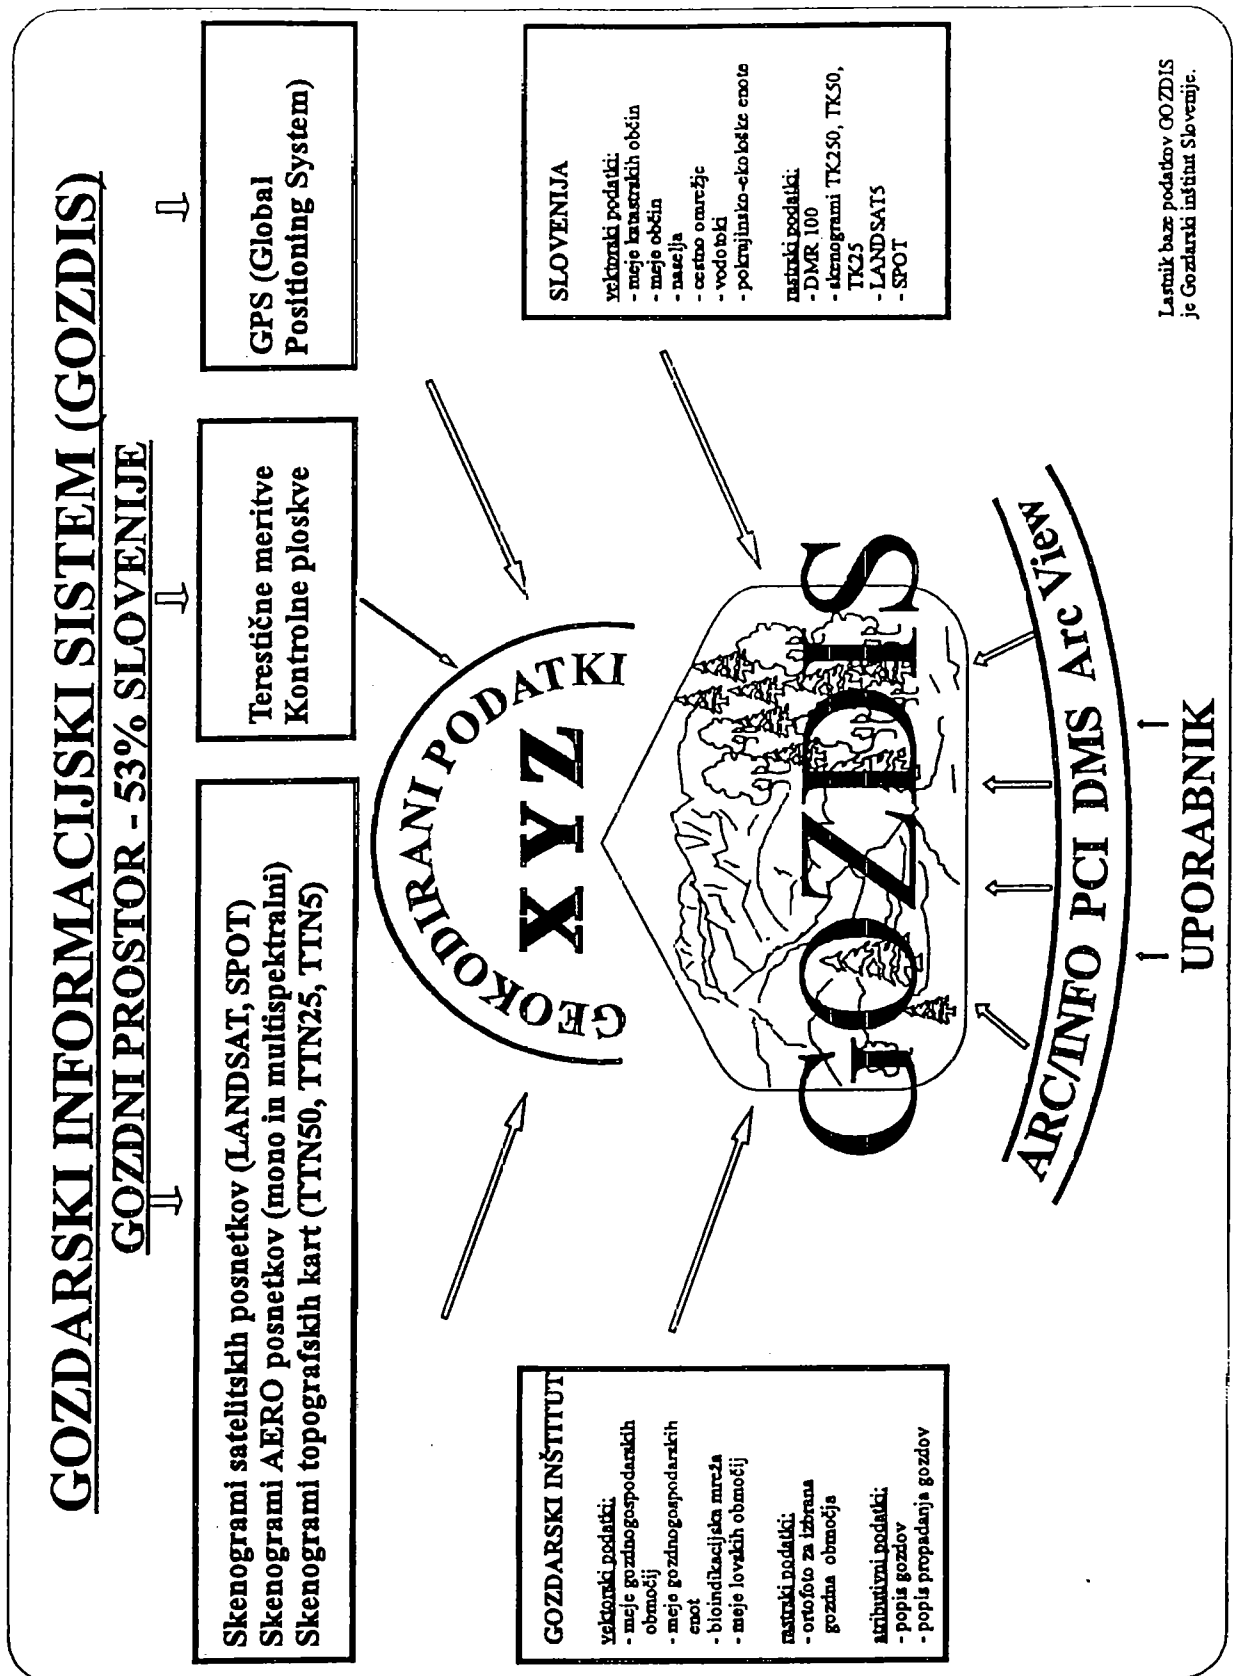 GOZDARSKI INFORMACIJSKI SISTEM (GOZDIS)
GOZDNI PROSTOR - 53% SLOVENIJE
Skenogrami satelitskih posnetkov (LANDSAT, SPOT)
Skenogrami AERO posnetkov (mono in multispektralni)
Skenogrami topografskih kart (TTN50, TTN25, TTN5)
Terestične meritve
Kontrolne ploskve
GPS (Global
Positioning System)
GEOKODIRANI PODATKI
X Y Z
GOZDARSKI INŠTITUT
vektorski podatki:
- meje gozdnogospodarskih
območij
- meje gozdnogospodarskih
enot
- bioindikacijska mreža
- meje lovskih območij
rastrski podatki:
- ortofoto za izbrana
gozdna območja
atributivni podatki:
- popis gozdov
- popis propadanja gozdov
SLOVENIJA
vektorski podatki:
- meje katastrskih občin
- meje občin
- naselja
- cestno omrežje
- vodotoki
- pokrajinsko-ekološke enote
rastrski podatki:
- DMR 100
- skenogrami TK250, TK50,
TK25
- LANDSAT5
- SPOT
GOZDIS
ARC/INFO PCI DMS Arc View
UPORABNIK
Lastnik baze podatkov GOZDIS
je Gozdarski inštitut Slovenije.